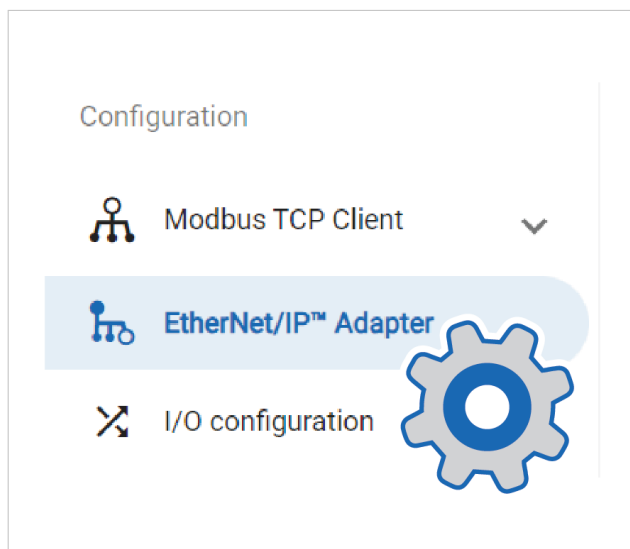 Configuration
Modbus TCP Client
EtherNet/IP™ Adapter
I/O configuration